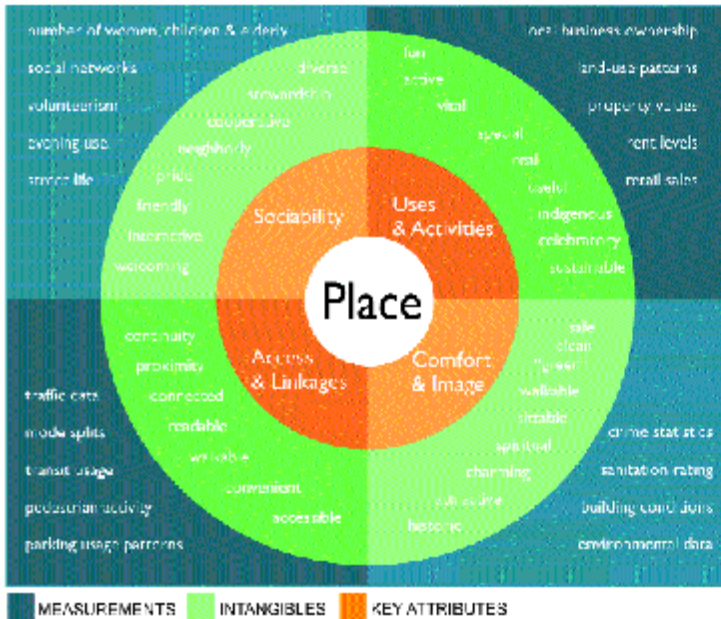 number of women, children & elderly
social networks
volunteerism
evening use
street life
local business ownership
land-use patterns
property values
rent levels
retail sales
diverse
stewardship
cooperative
neighborly
pride
friendly
interactive
welcoming
fun
active
vital
special
real
useful
indigenous
celebratory
sustainable
Sociability
Uses
& Activities
Place
Access
& Linkages
Comfort
& Image
continuity
proximity
connected
readable
walkable
convenient
accessible
safe
clean
"green"
walkable
sittable
spiritual
charming
attractive
historic
traffic data
mode splits
transit usage
pedestrian activity
parking usage patterns
crime statistics
sanitation rating
building conditions
environmental data
MEASUREMENTS
INTANGIBLES
KEY ATTRIBUTES